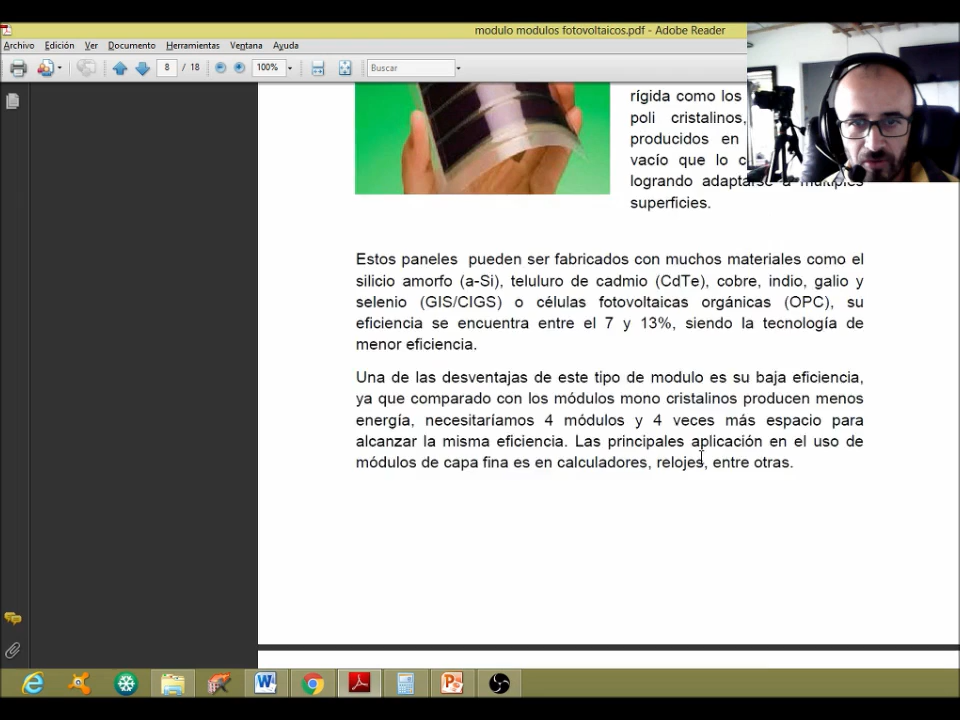 modulo modulos fotovoltaicos.pdf - Adobe Reader
Archivo Edición Ver Documento Herramientas Ventana Ayuda
8 / 18 100% Buscar
rígida como los
poli cristalinos,
producidos en
vacío que lo
logrando adaptarse a múltiples
superficies.
Estos paneles pueden ser fabricados con muchos materiales como el
silicio amorfo (a-Si), teluluro de cadmio (CdTe), cobre, indio, galio y
selenio (GIS/CIGS) o células fotovoltaicas orgánicas (OPC), su
eficiencia se encuentra entre el 7 y 13%, siendo la tecnología de
menor eficiencia.
Una de las desventajas de este tipo de modulo es su baja eficiencia,
ya que comparado con los módulos mono cristalinos producen menos
energía, necesitaríamos 4 módulos y 4 veces más espacio para
alcanzar la misma eficiencia. Las principales aplicación en el uso de
módulos de capa fina es en calculadores, relojes, entre otras.